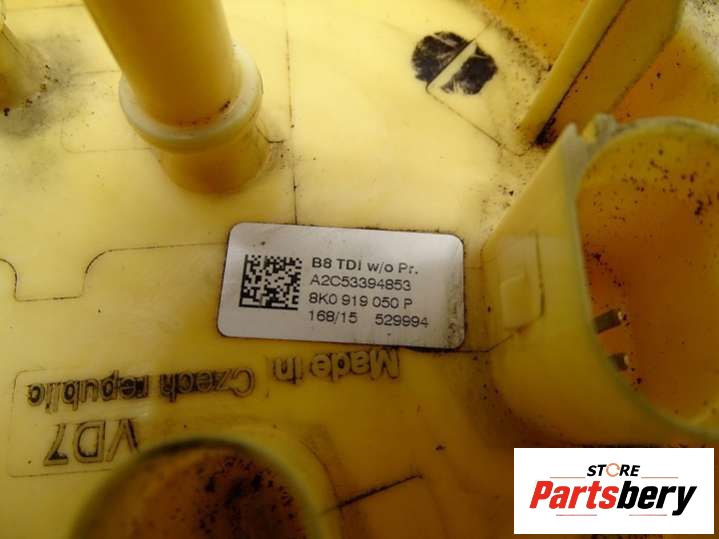 B8 TDI w/o Pr.
A2C53394853
8K0 919 050 P
168/15 529994
Made in
Czech republic
VD7
STORE
Partsbery